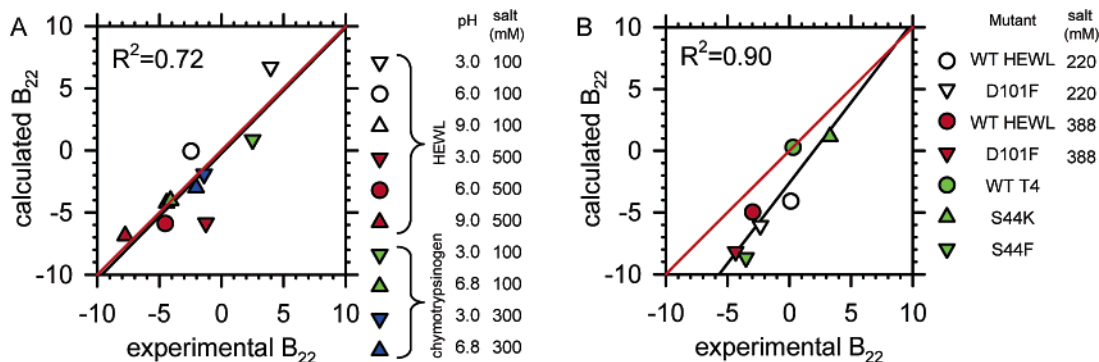 A
R²=0.72
10
5
0
-5
-10
-10 -5 0 5 10
calculated B₂₂
experimental B₂₂
pH salt (mM)
3.0 100
6.0 100
9.0 100
3.0 500
6.0 500
9.0 500
HEWL
3.0 100
6.8 100
3.0 300
6.8 300
chymotrypsinogen
B
R²=0.90
10
5
0
-5
-10
-10 -5 0 5 10
calculated B₂₂
experimental B₂₂
Mutant salt (mM)
WT HEWL 220
D101F 220
WT HEWL 388
D101F 388
WT T4
S44K
S44F